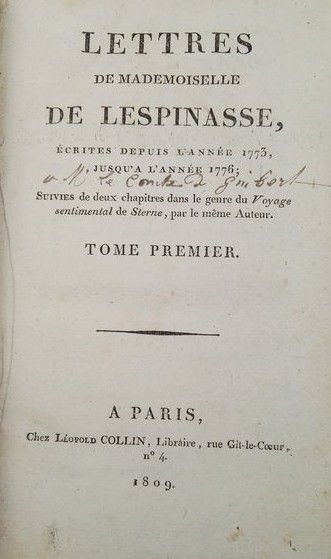 LETTRES
DE MADEMOISELLE
DE LESPINASSE,
ÉCRITES DEPUIS L'ANNÉE 1773,
JUSQU'A L'ANNÉE 1776;
a M. le Comte de Guibert
SUIVIES de deux chapitres dans le genre du Voyage
sentimental de Sterne, par le même Auteur.
TOME PREMIER.
A PARIS,
Chez LÉOPOLD COLLIN, Libraire, rue Gît-le-Cœur,
n° 4.
1809.